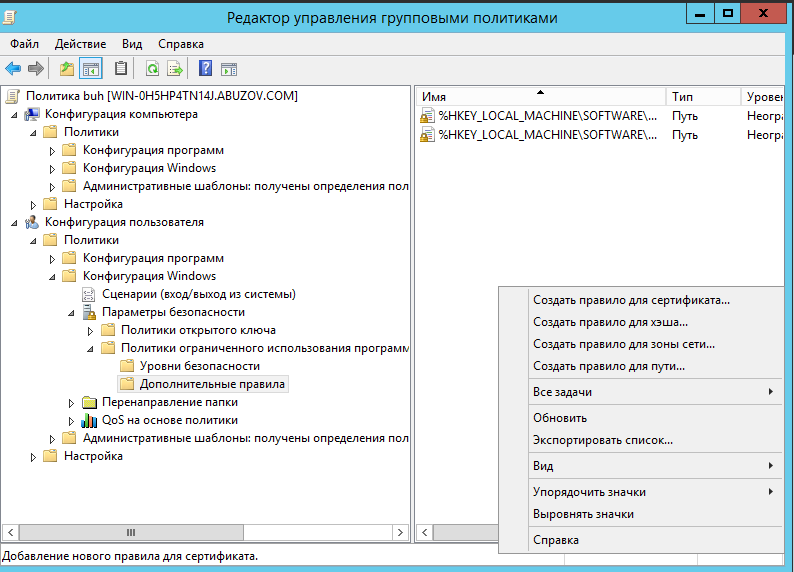 Редактор управления групповыми политиками
Файл Действие Вид Справка
Политика buh [WIN-0H5HP4TN14J.ABUZOV.COM]
Конфигурация компьютера
Политики
Конфигурация программ
Конфигурация Windows
Административные шаблоны: получены определения пол
Настройка
Конфигурация пользователя
Политики
Конфигурация программ
Конфигурация Windows
Сценарии (вход/выход из системы)
Параметры безопасности
Политики открытого ключа
Политики ограниченного использования программ
Уровни безопасности
Дополнительные правила
Перенаправление папки
QoS на основе политики
Административные шаблоны: получены определения пол
Настройка
Имя Тип Уровен
%HKEY_LOCAL_MACHINE\SOFTWARE\... Путь Неогра
%HKEY_LOCAL_MACHINE\SOFTWARE\... Путь Неогра
Создать правило для сертификата...
Создать правило для хэша...
Создать правило для зоны сети...
Создать правило для пути...
Все задачи
Обновить
Экспортировать список...
Вид
Упорядочить значки
Выровнять значки
Справка
Добавление нового правила для сертификата.